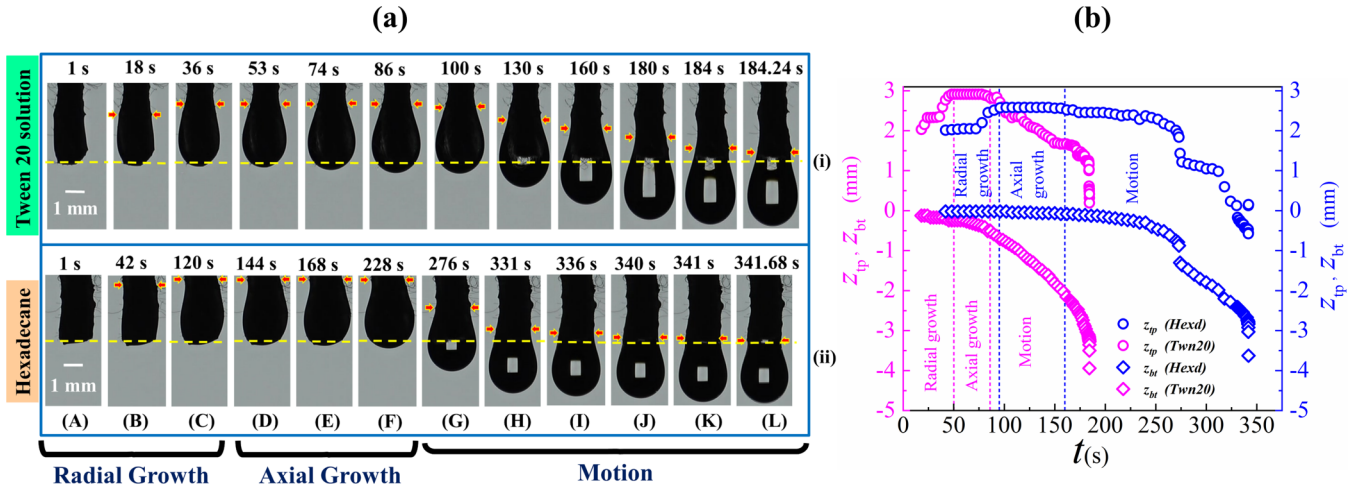 (a)
Tween 20 solution
1 s 18 s 36 s 53 s 74 s 86 s 100 s 130 s 160 s 180 s 184 s 184.24 s
1 mm
(i)
Hexadecane
1 s 42 s 120 s 144 s 168 s 228 s 276 s 331 s 336 s 340 s 341 s 341.68 s
1 mm
(ii)
(A) (B) (C) (D) (E) (F) (G) (H) (I) (J) (K) (L)
Radial Growth Axial Growth Motion
(b)
3
2
1
0
-1
-2
-3
-4
-5
z_tp, z_bt (mm)
Radial growth
Axial growth
Motion
Radial growth
Axial growth
Motion
z_tp (Hexd)
z_tp (Twn20)
z_bt (Hexd)
z_bt (Twn20)
3
2
1
0
-1
-2
-3
-4
-5
z_tp, z_bt (mm)
0 50 100 150 200 250 300 350
t(s)